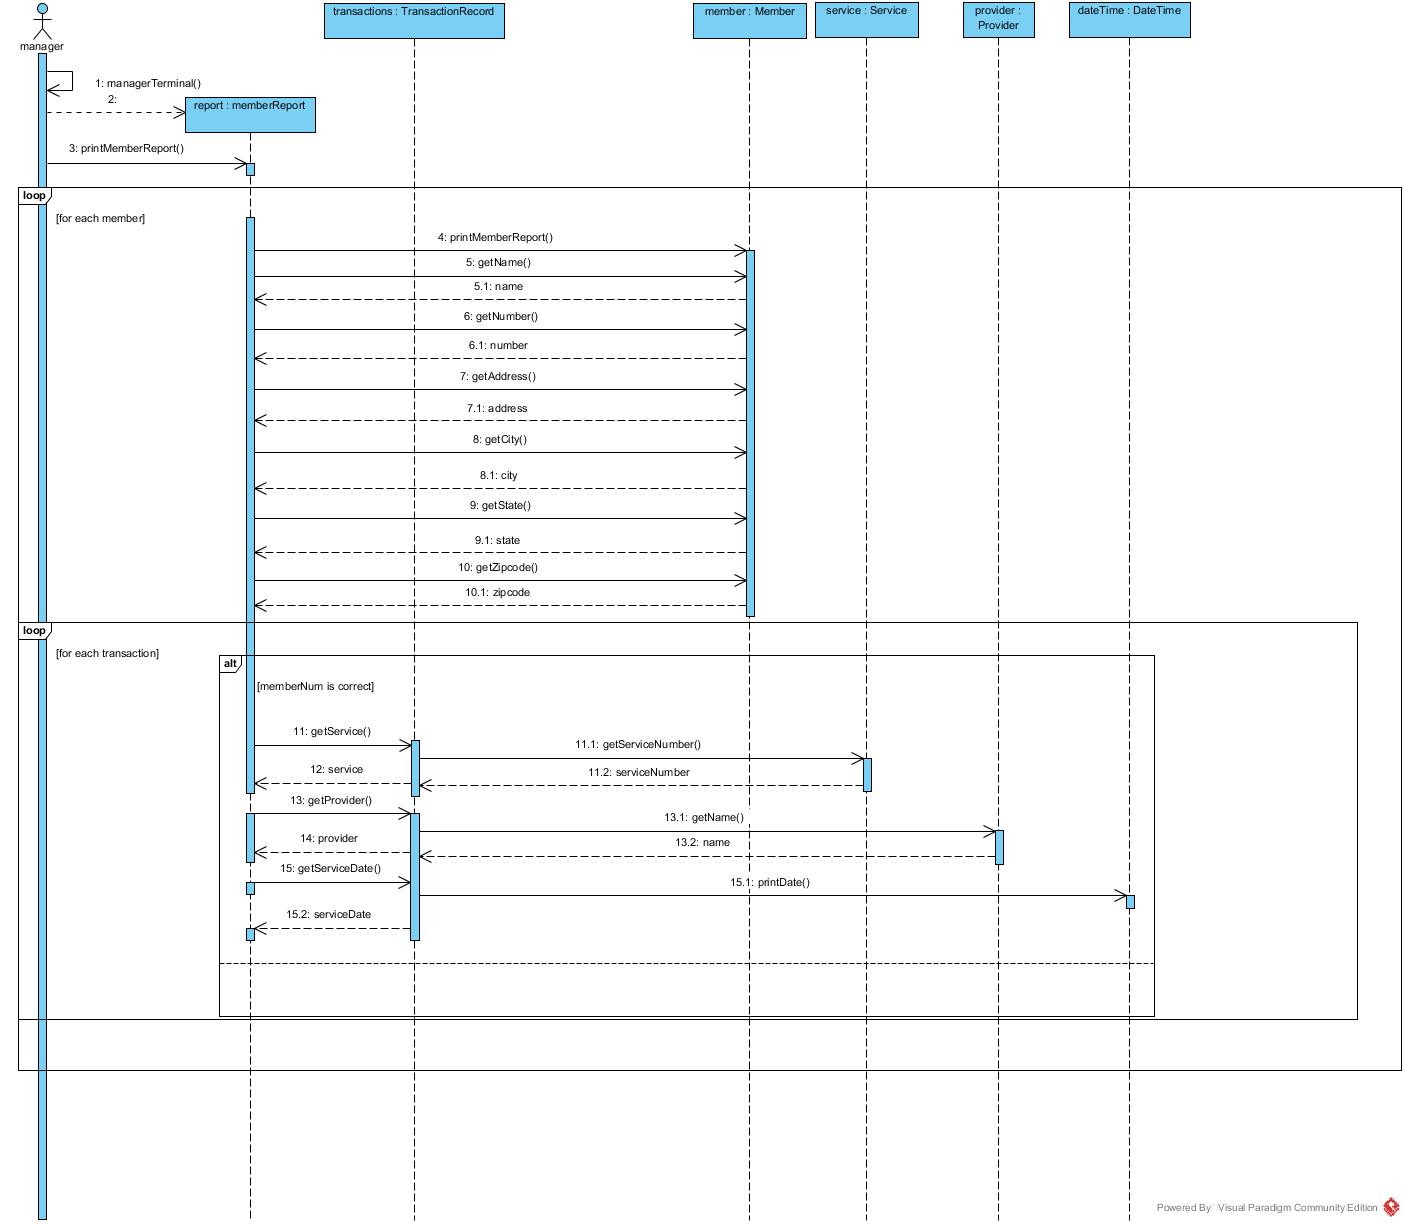 transactions : TransactionRecord
member : Member
service : Service
provider :
Provider
dateTime : DateTime
manager
1: managerTerminal()
2:
report : memberReport
3: printMemberReport()
loop
[for each member]
4: printMemberReport()
5: getName()
5.1: name
6: getNumber()
6.1: number
7: getAddress()
7.1: address
8: getCity()
8.1: city
9: getState()
9.1: state
10: getZipcode()
10.1: zipcode
loop
[for each transaction]
alt
[memberNum is correct]
11: getService()
11.1: getServiceNumber()
12: service
11.2: serviceNumber
13: getProvider()
13.1: getName()
14: provider
13.2: name
15: getServiceDate()
15.1: printDate()
15.2: serviceDate
Powered By Visual Paradigm Community Edition